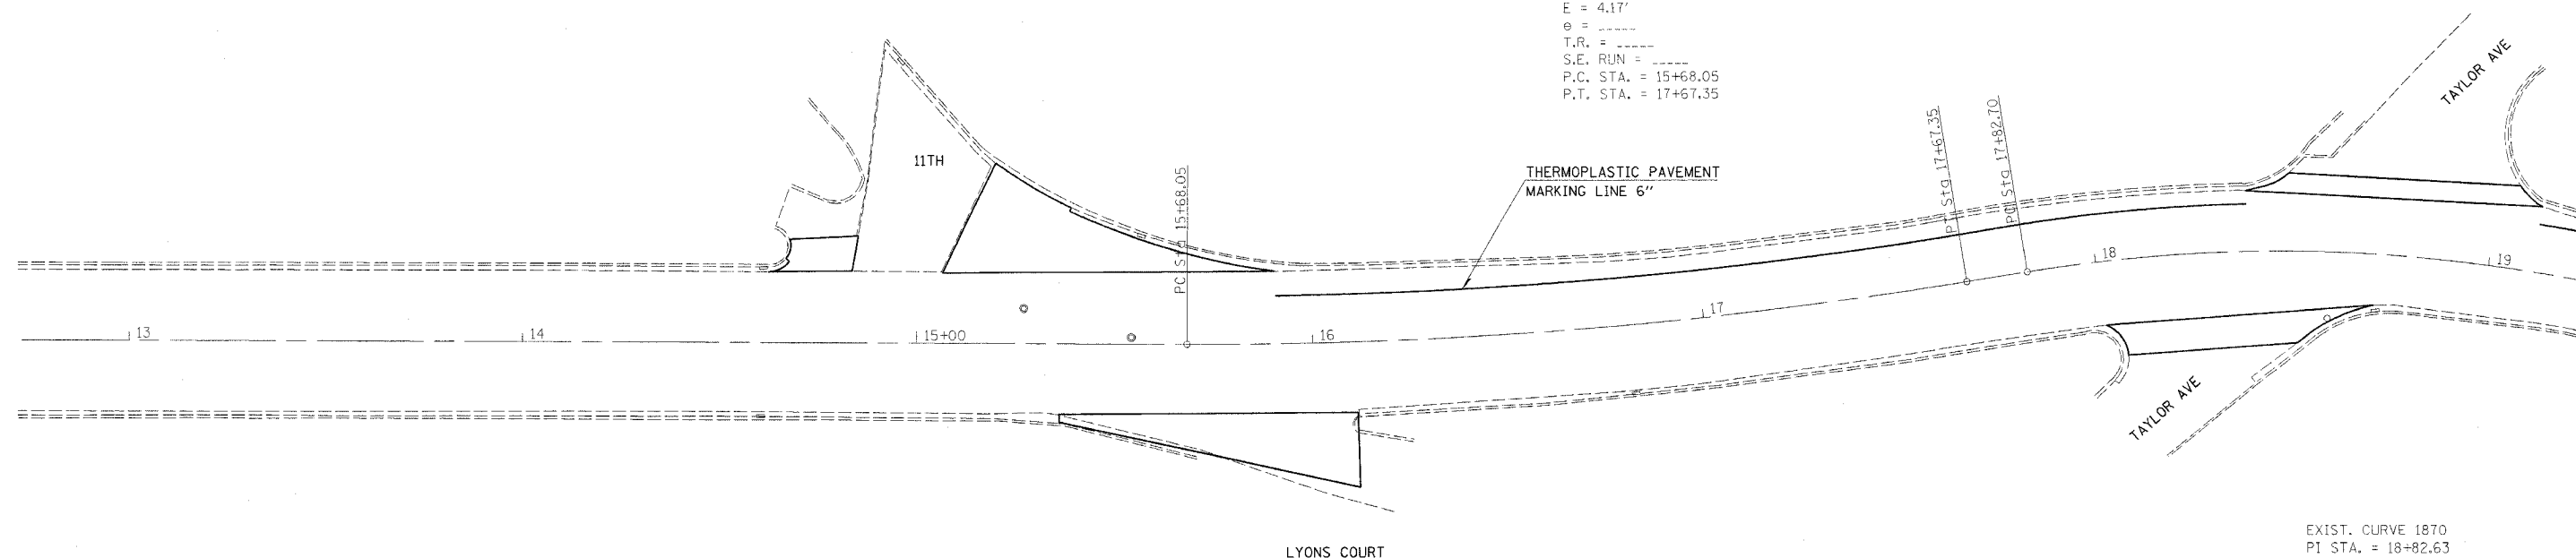 E = 4.17'
θ = _____
T.R. = _____
S.E. RUN = _____
P.C. STA. = 15+68.05
P.T. STA. = 17+67.35
TAYLOR AVE
11TH
PC Sta 15+68.05
THERMOPLASTIC PAVEMENT
MARKING LINE 6"
PT Sta 17+67.35
PC Sta 17+82.70
13
14
15+00
16
17
18
19
TAYLOR AVE
LYONS COURT
EXIST. CURVE 1870
PI STA. = 18+82.63